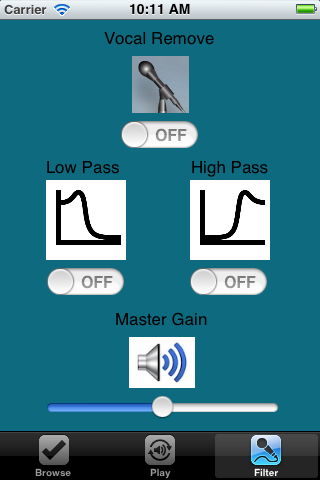 Carrier 10:11 AM
Vocal Remove
OFF
Low Pass High Pass
OFF OFF
Master Gain
Browse Play Filter